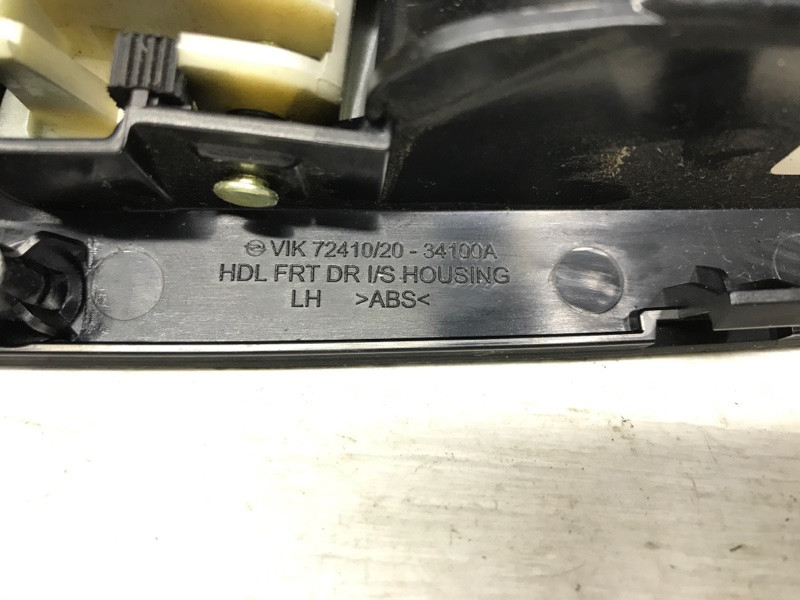 VIK 72410/20 - 34100A
HDL FRT DR I/S HOUSING
LH >ABS<